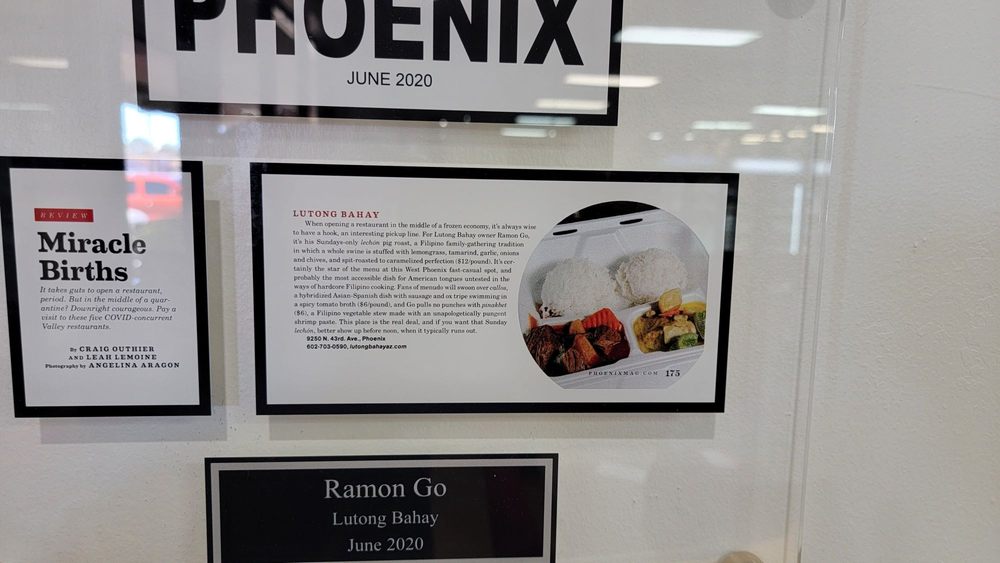 PHOENIX
JUNE 2020
REVIEW
Miracle
Births
It takes guts to open a restaurant,
period. But in the middle of a quar-
antine? Downright courageous. Pay a
visit to these five COVID-concurrent
Valley restaurants.
By CRAIG OUTHIER
AND LEAH LEMOINE
Photography by ANGELINA ARAGON
LUTONG BAHAY
When opening a restaurant in the middle of a frozen economy, it's always wise
to have a hook, an interesting pickup line. For Lutong Bahay owner Ramon Go,
it's his Sundays-only lechón pig roast, a Filipino family-gathering tradition
in which a whole swine is stuffed with lemongrass, tamarind, garlic, onions
and chives, and spit-roasted to caramelized perfection ($12/pound). It's cer-
tainly the star of the menu at this West Phoenix fast-casual spot, and
probably the most accessible dish for American tongues untested in the
ways of hardcore Filipino cooking. Fans of menudo will swoon over callos,
a hybridized Asian-Spanish dish with sausage and ox tripe swimming in
a spicy tomato broth ($6/pound), and Go pulls no punches with pinakbet
($6), a Filipino vegetable stew made with an unapologetically pungent
shrimp paste. This place is the real deal, and if you want that Sunday
lechón, better show up before noon, when it typically runs out.
9250 N. 43rd. Ave., Phoenix
602-703-0590, lutongbahayaz.com
PHOENIXMAG.COM 175
Ramon Go
Lutong Bahay
June 2020